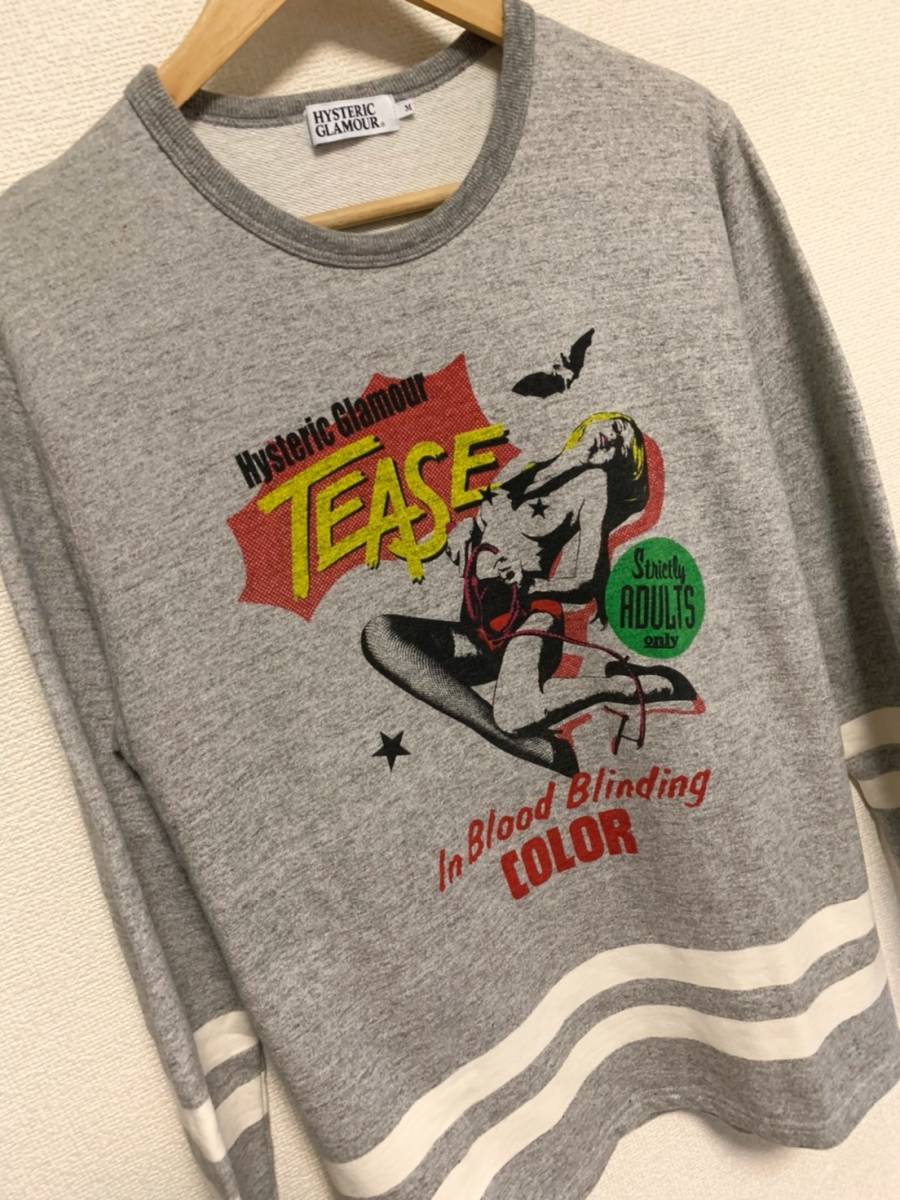 HYSTERIC
GLAMOUR®
M
Hysteric Glamour
TEASE
Strictly
ADULTS
only
In Blood Blinding
COLOR